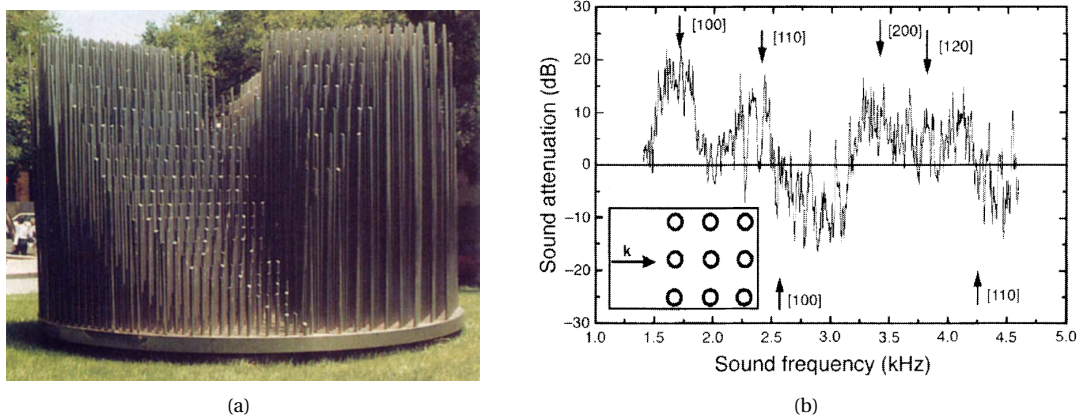 30
20
10
0
−10
−20
−30
Sound attenuation (dB)
[100]
[110]
[200]
[120]
k
[100]
[110]
1.0 1.5 2.0 2.5 3.0 3.5 4.0 4.5 5.0
Sound frequency (kHz)
(a)
(b)